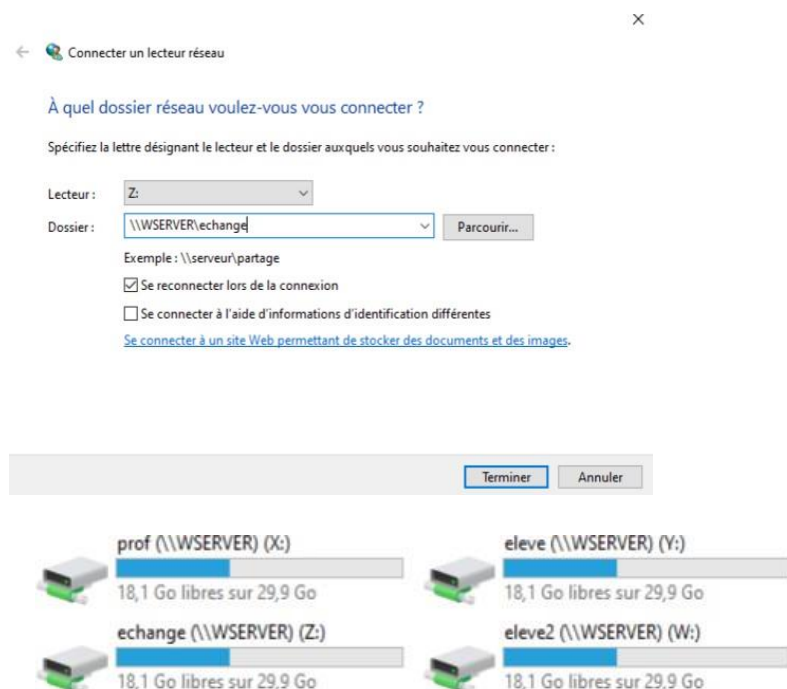 Connecter un lecteur réseau
À quel dossier réseau voulez-vous vous connecter ?
Spécifiez la lettre désignant le lecteur et le dossier auxquels vous souhaitez vous connecter :
Lecteur : Z:
Dossier : \\WSERVER\echange Parcourir...
Exemple : \\serveur\partage
Se reconnecter lors de la connexion
Se connecter à l'aide d'informations d'identification différentes
Se connecter à un site Web permettant de stocker des documents et des images.
Terminer Annuler
prof (\\WSERVER) (X:) eleve (\\WSERVER) (Y:)
18,1 Go libres sur 29,9 Go 18,1 Go libres sur 29,9 Go
echange (\\WSERVER) (Z:) eleve2 (\\WSERVER) (W:)
18,1 Go libres sur 29,9 Go 18,1 Go libres sur 29,9 Go